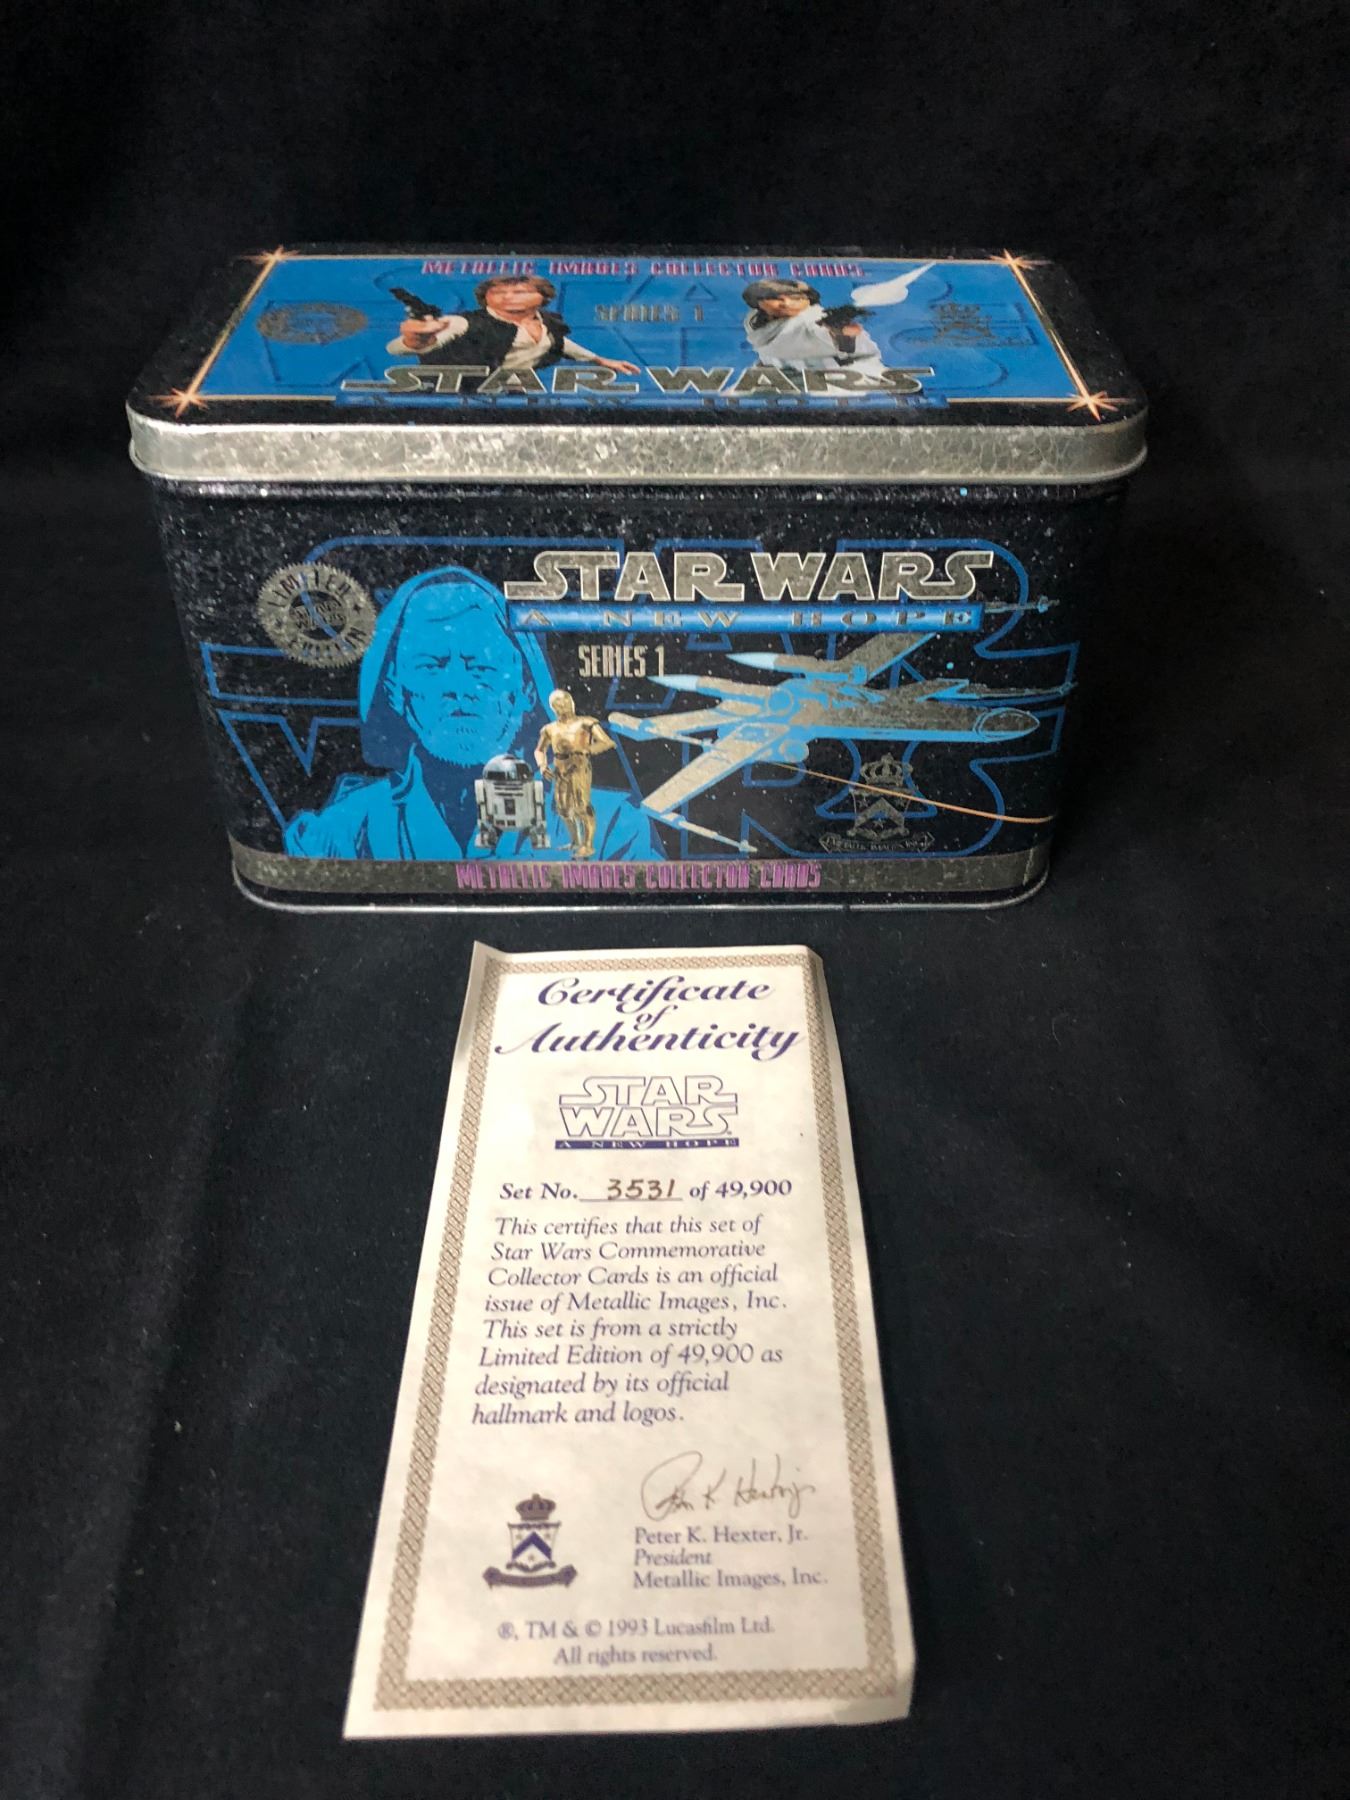 METALLIC IMAGES COLLECTOR CARDS
SERIES 1
STAR WARS
A NEW HOPE
LIMITED
EDITION
STAR WARS
A NEW HOPE
SERIES 1
METALLIC IMAGES COLLECTOR CARDS
Certificate
of
Authenticity
STAR
WARS
A NEW HOPE
Set No. 3531 of 49,900
This certifies that this set of
Star Wars Commemorative
Collector Cards is an official
issue of Metallic Images, Inc.
This set is from a strictly
Limited Edition of 49,900 as
designated by its official
hallmark and logos.
Peter K. Hexter, Jr.
President
Metallic Images, Inc.
®, TM & © 1993 Lucasfilm Ltd.
All rights reserved.